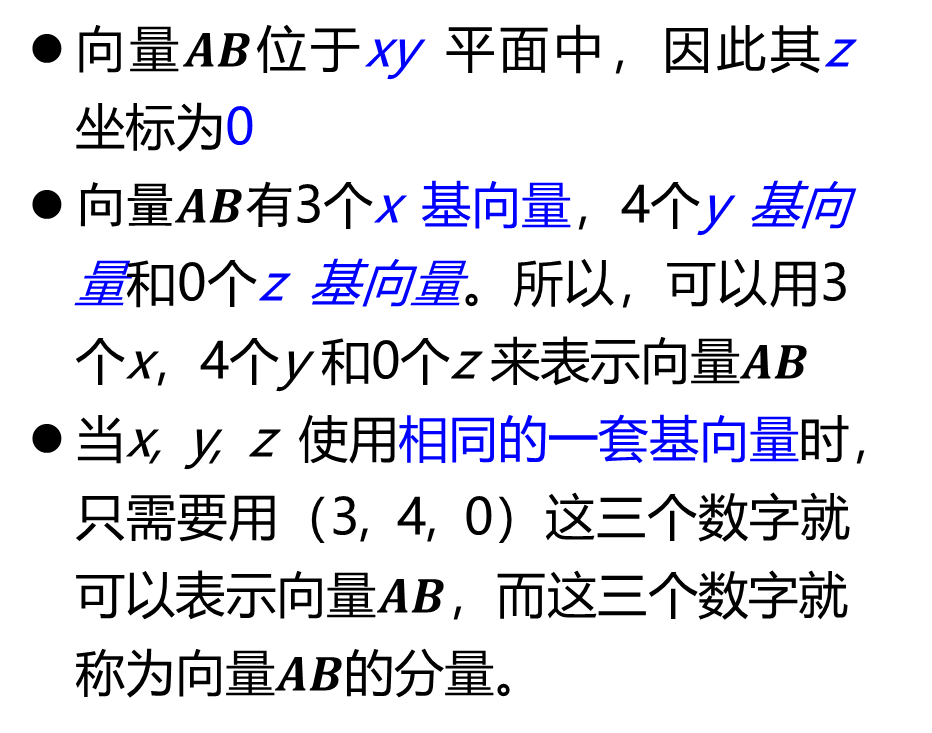 ● 向量AB位于xy 平面中，因此其z
坐标为0
● 向量AB有3个x 基向量，4个y 基向
量和0个z 基向量。所以，可以用3
个x，4个y 和0个z 来表示向量AB
● 当x, y, z 使用相同的一套基向量时，
只需要用（3，4，0）这三个数字就
可以表示向量AB，而这三个数字就
称为向量AB的分量。